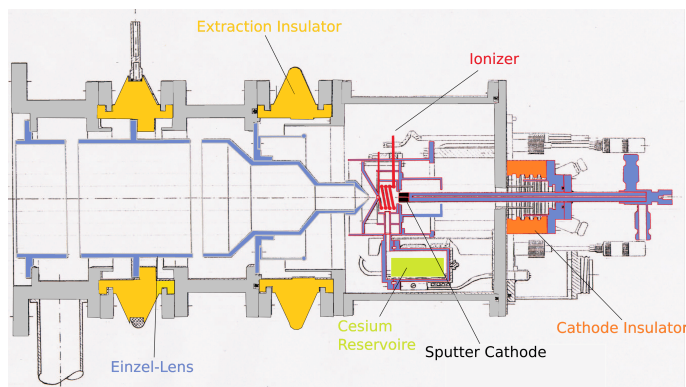 Extraction Insulator
Ionizer
Cesium
Reservoire
Cathode Insulator
Sputter Cathode
Einzel-Lens